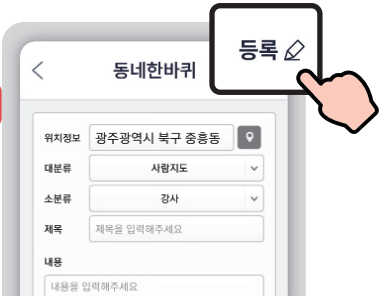 동네한바퀴
등록
위치정보 광주광역시 북구 중흥동
대분류 사람지도
소분류 강사
제목 제목을 입력해주세요
내용
내용을 입력해주세요